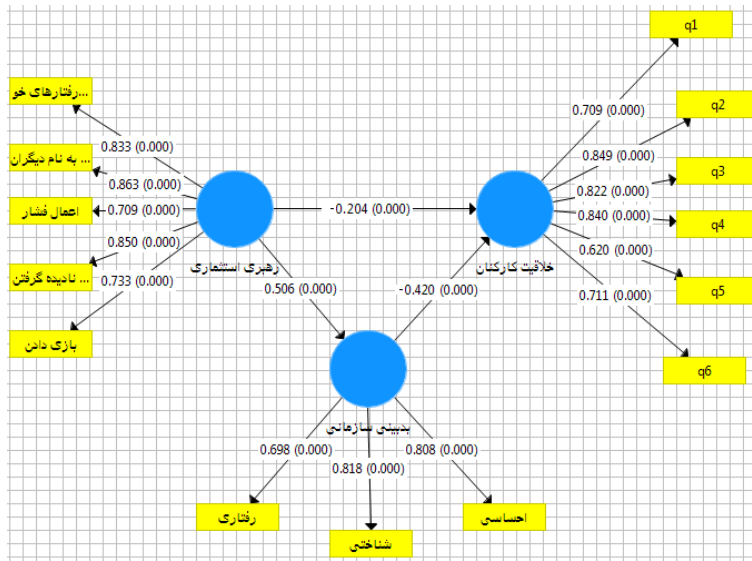 q1
رفتارهای خو...
0.709 (0.000)
q2
0.833 (0.000)
0.849 (0.000)
به نام دیگران ...
0.863 (0.000)
0.822 (0.000)
q3
اعمال فشار
0.709 (0.000)
-0.204 (0.000)
0.840 (0.000)
q4
0.850 (0.000)
رهبری استثماری
خلاقیت کارکنان
0.620 (0.000)
نادیده گرفتن ...
0.733 (0.000)
0.506 (0.000)
-0.420 (0.000)
0.711 (0.000)
q5
بازی دادن
q6
بدبینی سازمانی
0.698 (0.000)
0.818 (0.000)
0.808 (0.000)
رفتاری
شناختی
احساسی